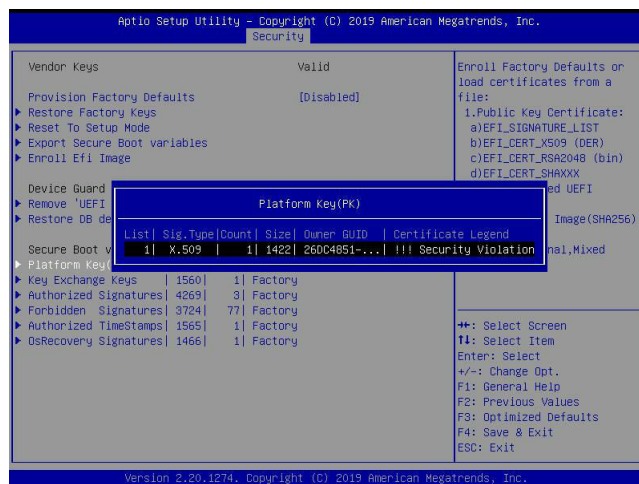 Aptio Setup Utility – Copyright (C) 2019 American Megatrends, Inc.
Security
Vendor Keys Valid
Provision Factory Defaults [Disabled]
Restore Factory Keys
Reset To Setup Mode
Export Secure Boot variables
Enroll Efi Image
Device Guard
Remove 'UEFI
Restore DB de
Secure Boot v
Platform Key(
Key Exchange Keys | 1560| 1| Factory
Authorized Signatures| 4269| 3| Factory
Forbidden Signatures| 3724| 77| Factory
Authorized TimeStamps| 1565| 1| Factory
OsRecovery Signatures| 1466| 1| Factory
Platform Key(PK)
List| Sig.Type|Count| Size| Owner GUID | Certificate Legend
1| X.509 | 1| 1422| 26DC4851-...| !!! Security Violation
Enroll Factory Defaults or
load certificates from a
file:
1.Public Key Certificate:
a)EFI_SIGNATURE_LIST
b)EFI_CERT_X509 (DER)
c)EFI_CERT_RSA2048 (bin)
d)EFI_CERT_SHAXXX
ed UEFI
Image(SHA256)
nal,Mixed
→←: Select Screen
↑↓: Select Item
Enter: Select
+/-: Change Opt.
F1: General Help
F2: Previous Values
F3: Optimized Defaults
F4: Save & Exit
ESC: Exit
Version 2.20.1274. Copyright (C) 2019 American Megatrends, Inc.